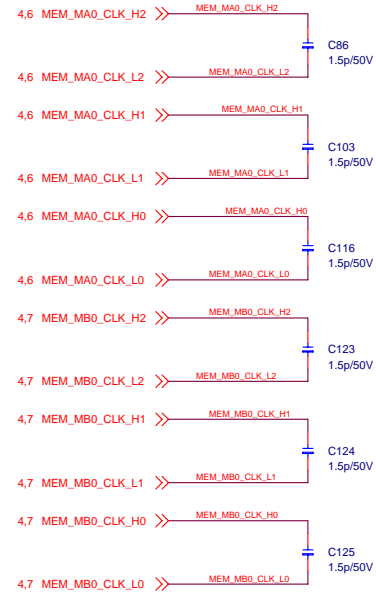 4,6 MEM_MA0_CLK_H2 MEM_MA0_CLK_H2
C86
1.5p/50V
4,6 MEM_MA0_CLK_L2 MEM_MA0_CLK_L2
4,6 MEM_MA0_CLK_H1 MEM_MA0_CLK_H1
C103
1.5p/50V
4,6 MEM_MA0_CLK_L1 MEM_MA0_CLK_L1
4,6 MEM_MA0_CLK_H0 MEM_MA0_CLK_H0
C116
1.5p/50V
4,6 MEM_MA0_CLK_L0 MEM_MA0_CLK_L0
4,7 MEM_MB0_CLK_H2 MEM_MB0_CLK_H2
C123
1.5p/50V
4,7 MEM_MB0_CLK_L2 MEM_MB0_CLK_L2
4,7 MEM_MB0_CLK_H1 MEM_MB0_CLK_H1
C124
1.5p/50V
4,7 MEM_MB0_CLK_L1 MEM_MB0_CLK_L1
4,7 MEM_MB0_CLK_H0 MEM_MB0_CLK_H0
C125
1.5p/50V
4,7 MEM_MB0_CLK_L0 MEM_MB0_CLK_L0